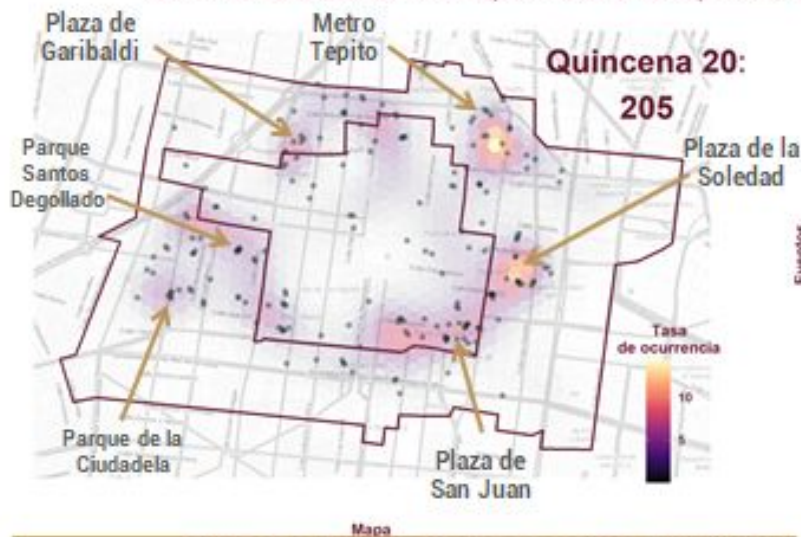 Plaza de
Garibaldi
Metro
Tepito
Quincena 20:
205
Parque
Santos
Degollado
Plaza de la
Soledad
Tasa
de ocurrencia
10
5
Parque de la
Ciudadela
Plaza de
San Juan
Mapa